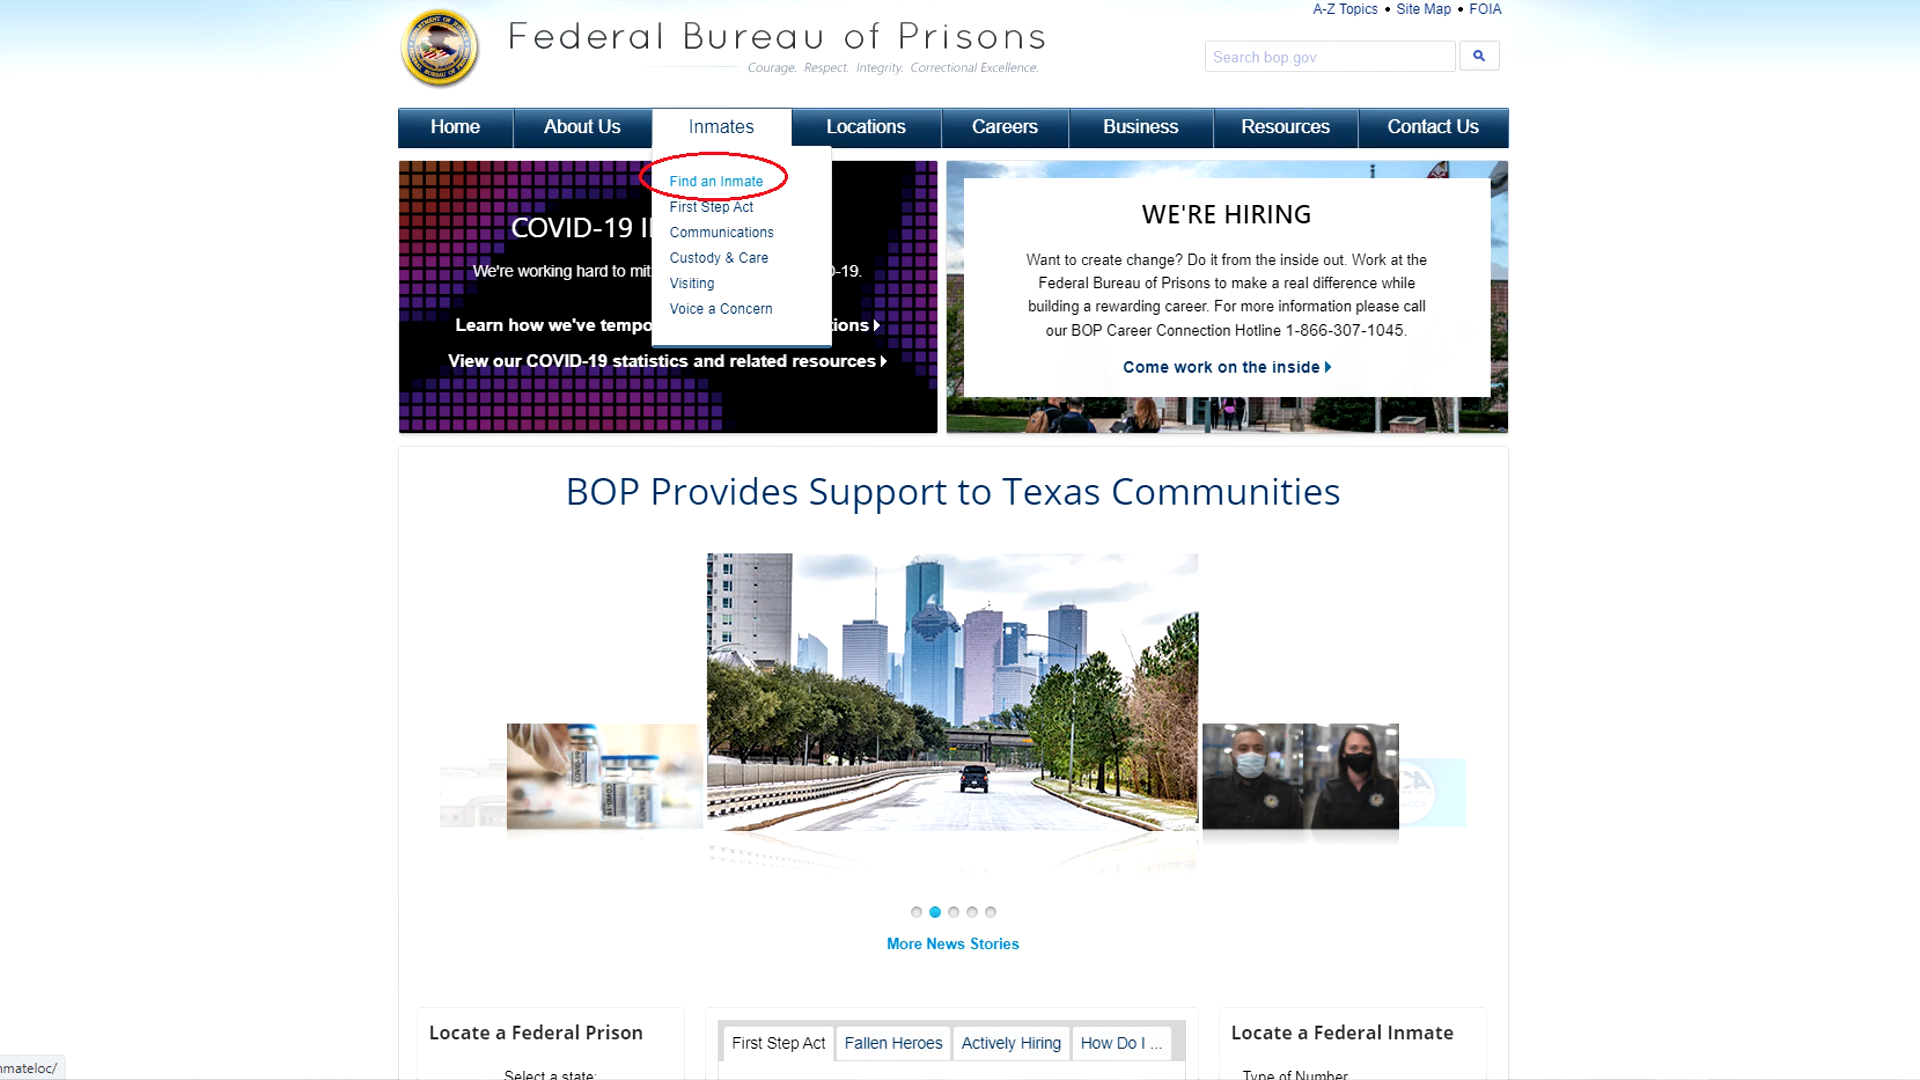 A-Z Topics • Site Map • FOIA
Federal Bureau of Prisons
Courage. Respect. Integrity. Correctional Excellence.
Search bop.gov
Home
About Us
Inmates
Locations
Careers
Business
Resources
Contact Us
Find an Inmate
First Step Act
Communications
Custody & Care
Visiting
Voice a Concern
COVID-19
We're working hard to mit
D-19.
Learn how we've tempo
tions
View our COVID-19 statistics and related resources
WE'RE HIRING
Want to create change? Do it from the inside out. Work at the
Federal Bureau of Prisons to make a real difference while
building a rewarding career. For more information please call
our BOP Career Connection Hotline 1-866-307-1045.
Come work on the inside
BOP Provides Support to Texas Communities
COVID-19
COVID-19
More News Stories
Locate a Federal Prison
Select a state:
First Step Act
Fallen Heroes
Actively Hiring
How Do I ...
Locate a Federal Inmate
Type of Number
nmateloc/